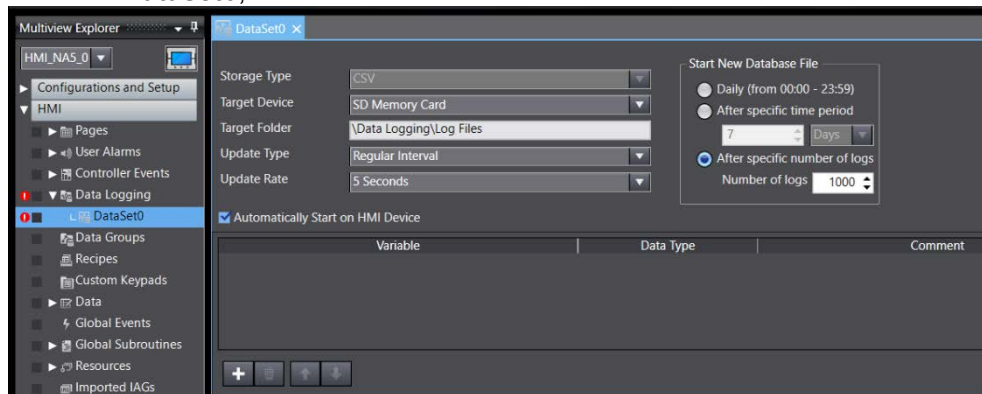 Multiview Explorer
HMI_NA5_0
Configurations and Setup
HMI
Pages
User Alarms
Controller Events
Data Logging
DataSet0
Data Groups
Recipes
Custom Keypads
Data
Global Events
Global Subroutines
Resources
Imported IAGs
DataSet0
Storage Type CSV
Target Device SD Memory Card
Target Folder \Data Logging\Log Files
Update Type Regular Interval
Update Rate 5 Seconds
Start New Database File
Daily (from 00:00 - 23:59)
After specific time period
7 Days
After specific number of logs
Number of logs 1000
Automatically Start on HMI Device
Variable Data Type Comment